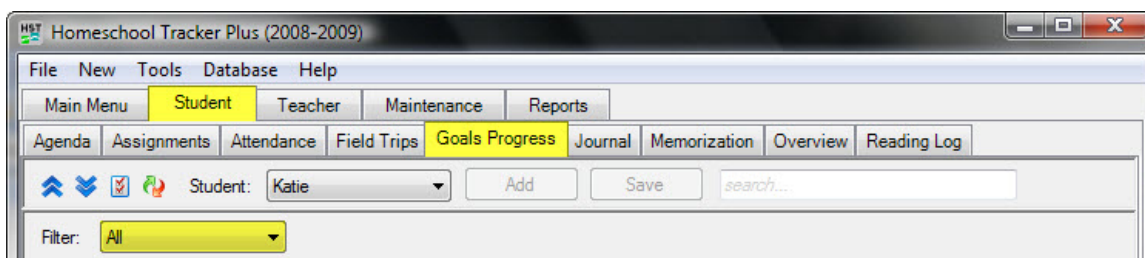 HST Homeschool Tracker Plus (2008-2009)
File New Tools Database Help
Main Menu Student Teacher Maintenance Reports
Agenda Assignments Attendance Field Trips Goals Progress Journal Memorization Overview Reading Log
Student: Katie Add Save search...
Filter: All